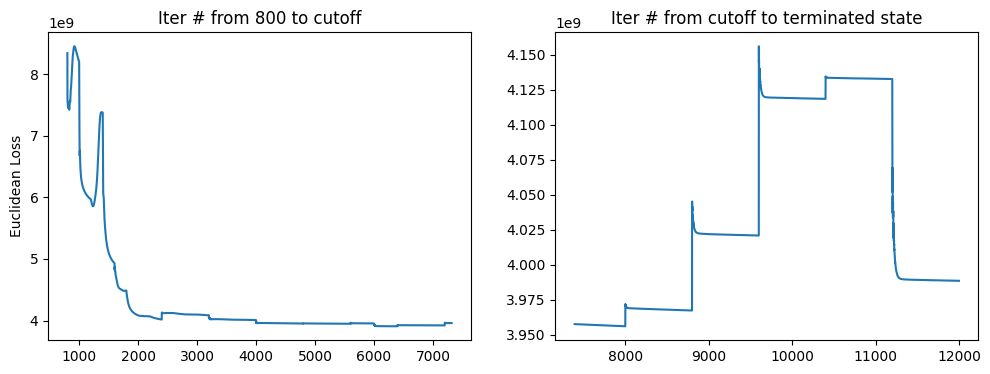 Iter # from 800 to cutoff
1e9
Euclidean Loss
8
7
6
5
4
1000 2000 3000 4000 5000 6000 7000
Iter # from cutoff to terminated state
1e9
4.150
4.125
4.100
4.075
4.050
4.025
4.000
3.975
3.950
8000 9000 10000 11000 12000